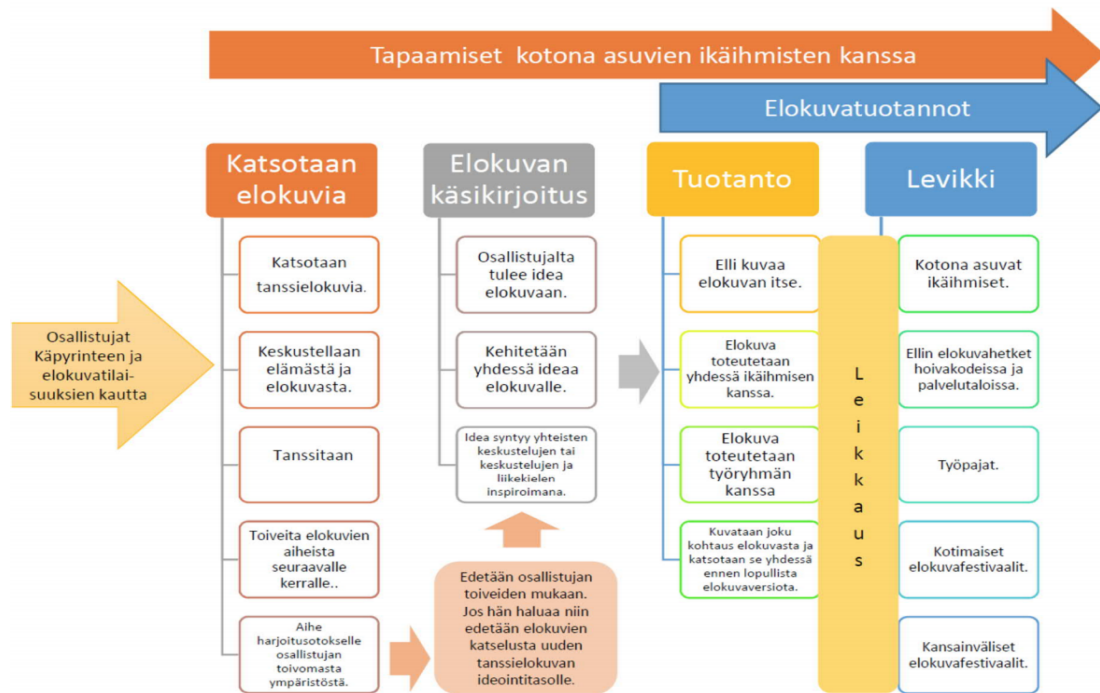 Tapaamiset kotona asuvien ikäihmisten kanssa
Elokuvatuotannot
Osallistujat
Käpyrinteen ja
elokuvatilai-
suuksien kautta
Katsotaan
elokuvia
Katsotaan
tanssielokuvia.
Keskustellaan
elämästä ja
elokuvasta.
Tanssitaan
Toiveita elokuvien
aiheista
seuraavalle
kerralle..
Aihe
harjoitusotokselle
osallistujan
toivomasta
ympäristöstä.
Edetään osallistujan
toiveiden mukaan.
Jos hän haluaa niin
edetään elokuvien
katselusta uuden
tanssielokuvan
ideointitasolle.
Elokuvan
käsikirjoitus
Osallistujalta
tulee idea
elokuvaan.
Kehitetään
yhdessä ideaa
elokuvalle.
Idea syntyy yhteisten
keskustelujen tai
keskustelujen ja
liikekielen
inspiroimana.
Tuotanto
Elli kuvaa
elokuvan itse.
Elokuva
toteutetaan
yhdessä ikäihmisen
kanssa.
Elokuva
toteutetaan
työryhmän
kanssa
Kuvataan joku
kohtaus elokuvasta ja
katsotaan se yhdessä
ennen lopullista
elokuvaversiota.
L
e
i
k
k
a
u
s
Levikki
Kotona asuvat
ikäihmiset.
Ellin elokuvahetket
hoivakodeissa ja
palvelutaloissa.
Työpajat.
Kotimaiset
elokuvafestivaalit.
Kansainväliset
elokuvafestivaalit.